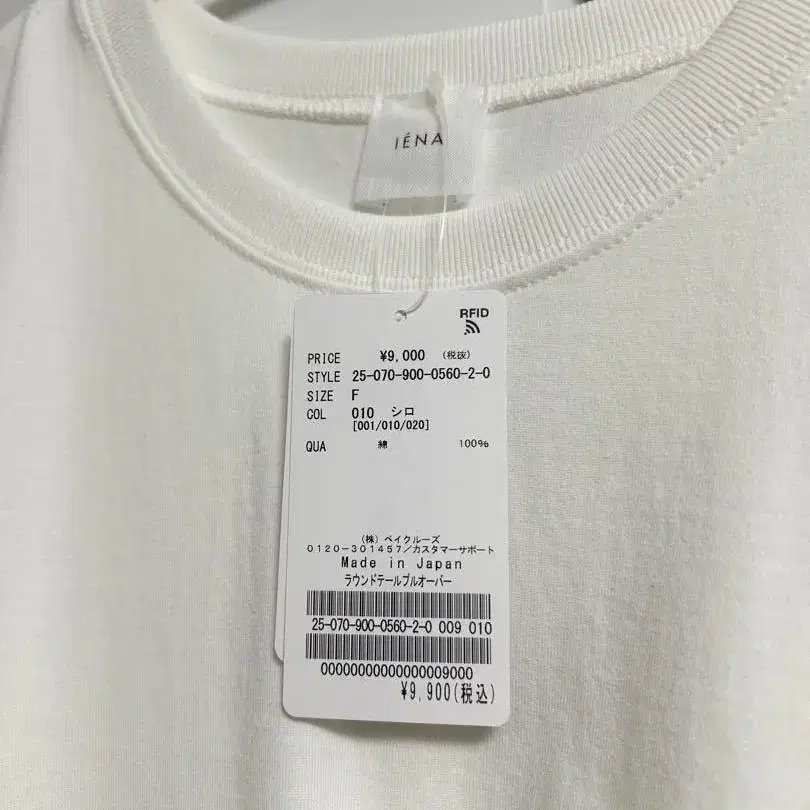 IÉNA
RFID
PRICE ¥9,000 (税抜)
STYLE 25-070-900-0560-2-0
SIZE F
COL 010 シロ
[001/010/020]
QUA 綿 100%
(株) ベイクルーズ
0120-301457/カスタマーサポート
Made in Japan
ラウンドテールプルオーバー
25-070-900-0560-2-0 009 010
00000000000000009000
¥9,900(税込)